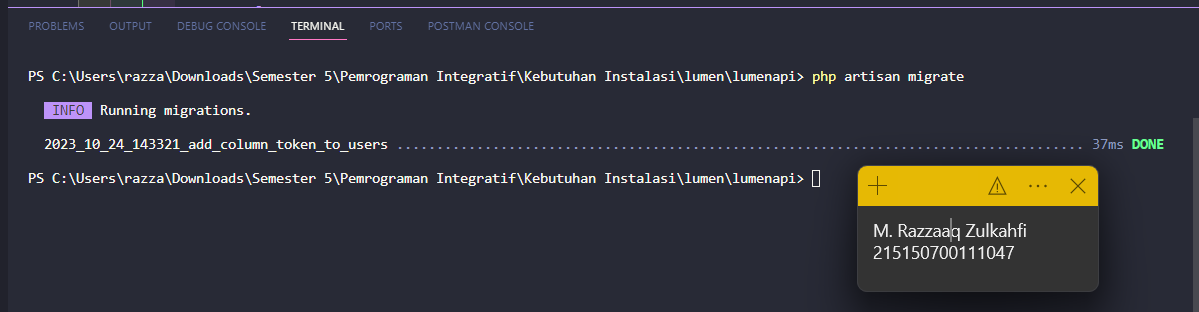 PROBLEMS OUTPUT DEBUG CONSOLE TERMINAL PORTS POSTMAN CONSOLE
PS C:\Users\razza\Downloads\Semester 5\Pemrograman Integratif\Kebutuhan Instalasi\lumen\lumenapi> php artisan migrate
INFO Running migrations.
2023_10_24_143321_add_column_token_to_users ...................................................................................... 37ms DONE
PS C:\Users\razza\Downloads\Semester 5\Pemrograman Integratif\Kebutuhan Instalasi\lumen\lumenapi>
M. Razzaaq Zulkahfi
215150700111047